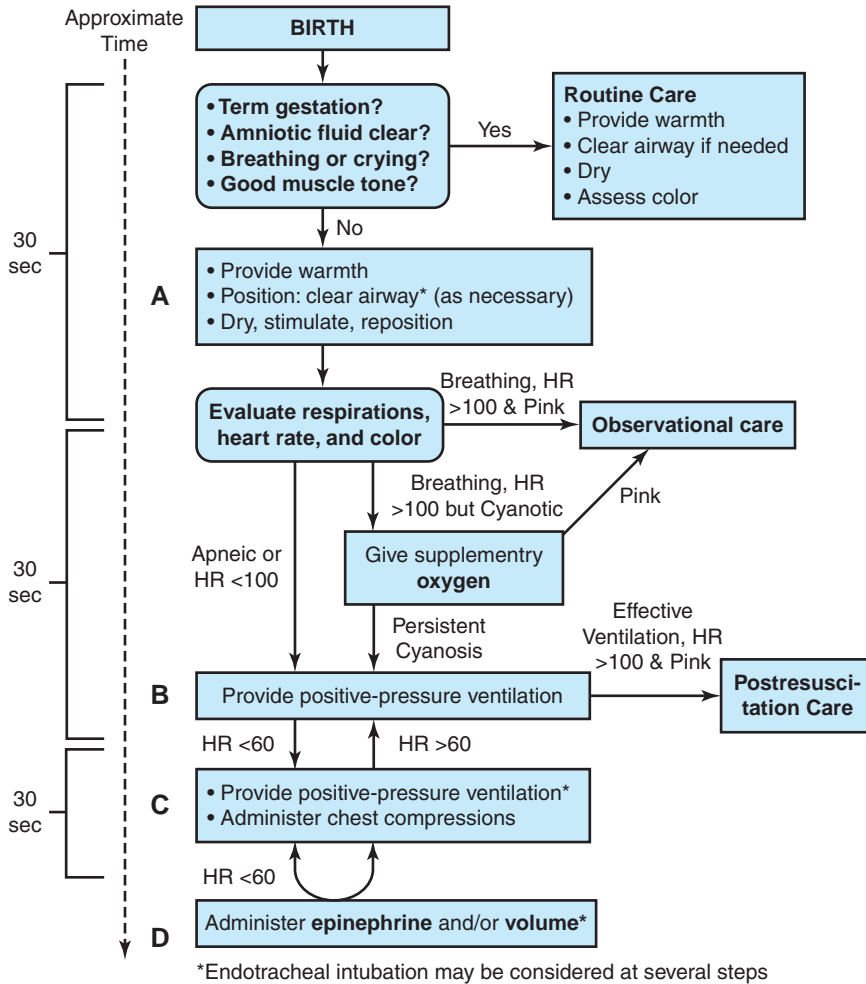 Approximate
Time
BIRTH
• Term gestation?
• Amniotic fluid clear?
• Breathing or crying?
• Good muscle tone?
Yes
Routine Care
• Provide warmth
• Clear airway if needed
• Dry
• Assess color
No
30
sec
A
• Provide warmth
• Position: clear airway* (as necessary)
• Dry, stimulate, reposition
Evaluate respirations,
heart rate, and color
Breathing, HR
>100 & Pink
Observational care
Breathing, HR
>100 but Cyanotic
Pink
30
sec
Apneic or
HR <100
Give supplementry
oxygen
Persistent
Cyanosis
Effective
Ventilation, HR
>100 & Pink
B
Provide positive-pressure ventilation
Postresusci-
tation Care
HR <60
HR >60
30
sec
C
• Provide positive-pressure ventilation*
• Administer chest compressions
HR <60
D
Administer epinephrine and/or volume*
*Endotracheal intubation may be considered at several steps